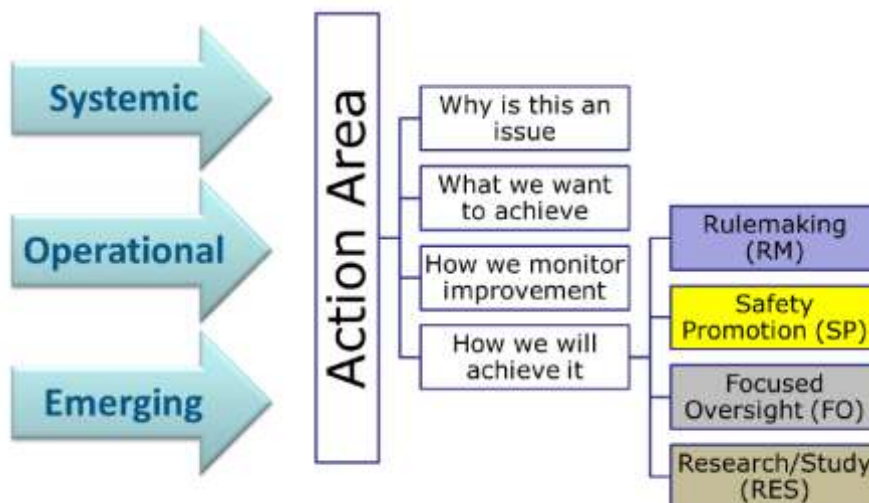 Systemic
Operational
Emerging
Action Area
Why is this an
issue
What we want
to achieve
How we monitor
improvement
How we will
achieve it
Rulemaking
(RM)
Safety
Promotion (SP)
Focused
Oversight (FO)
Research/Study
(RES)